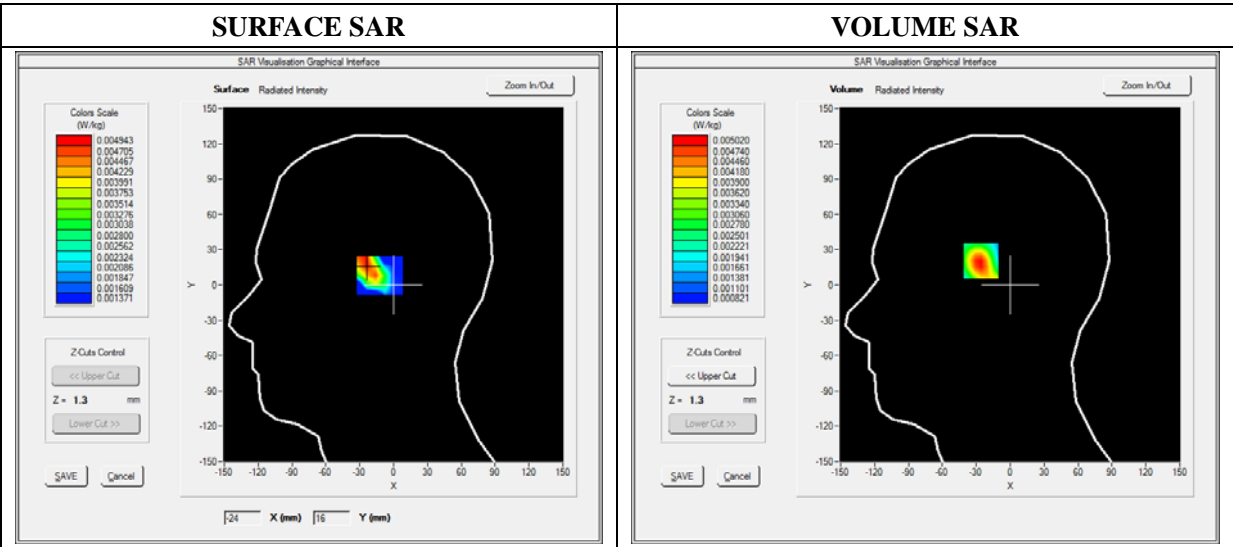 SURFACE SAR
VOLUME SAR
SAR Visualisation Graphical Interface
Surface Radiated Intensity
Zoom In/Out
Colors Scale
(W/kg)
0.004943
0.004705
0.004467
0.004229
0.003991
0.003753
0.003514
0.003276
0.003038
0.002800
0.002562
0.002324
0.002086
0.001847
0.001609
0.001371
150
120
90
60
30
0
-30
-60
-90
-120
-150
Y
-150 -120 -90 -60 -30 0 30 60 90 120 150
X
Z-Cuts Control
<< Upper Cut
Z = 1.3 mm
Lower Cut >>
SAVE Cancel
-24 X (mm) 16 Y (mm)
SAR Visualisation Graphical Interface
Volume Radiated Intensity
Zoom In/Out
Colors Scale
(W/kg)
0.005020
0.004740
0.004460
0.004180
0.003900
0.003620
0.003340
0.003060
0.002780
0.002501
0.002221
0.001941
0.001661
0.001381
0.001101
0.000821
150
120
90
60
30
0
-30
-60
-90
-120
-150
Y
-150 -120 -90 -60 -30 0 30 60 90 120 150
X
Z-Cuts Control
<< Upper Cut
Z = 1.3 mm
Lower Cut >>
SAVE Cancel